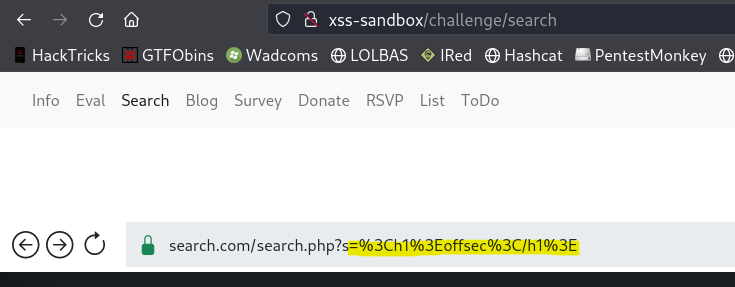 xss-sandbox/challenge/search
HackTricks GTFObins Wadcoms LOLBAS IRed Hashcat PentestMonkey
Info Eval Search Blog Survey Donate RSVP List ToDo
search.com/search.php?s=%3Ch1%3Eoffsec%3C/h1%3E